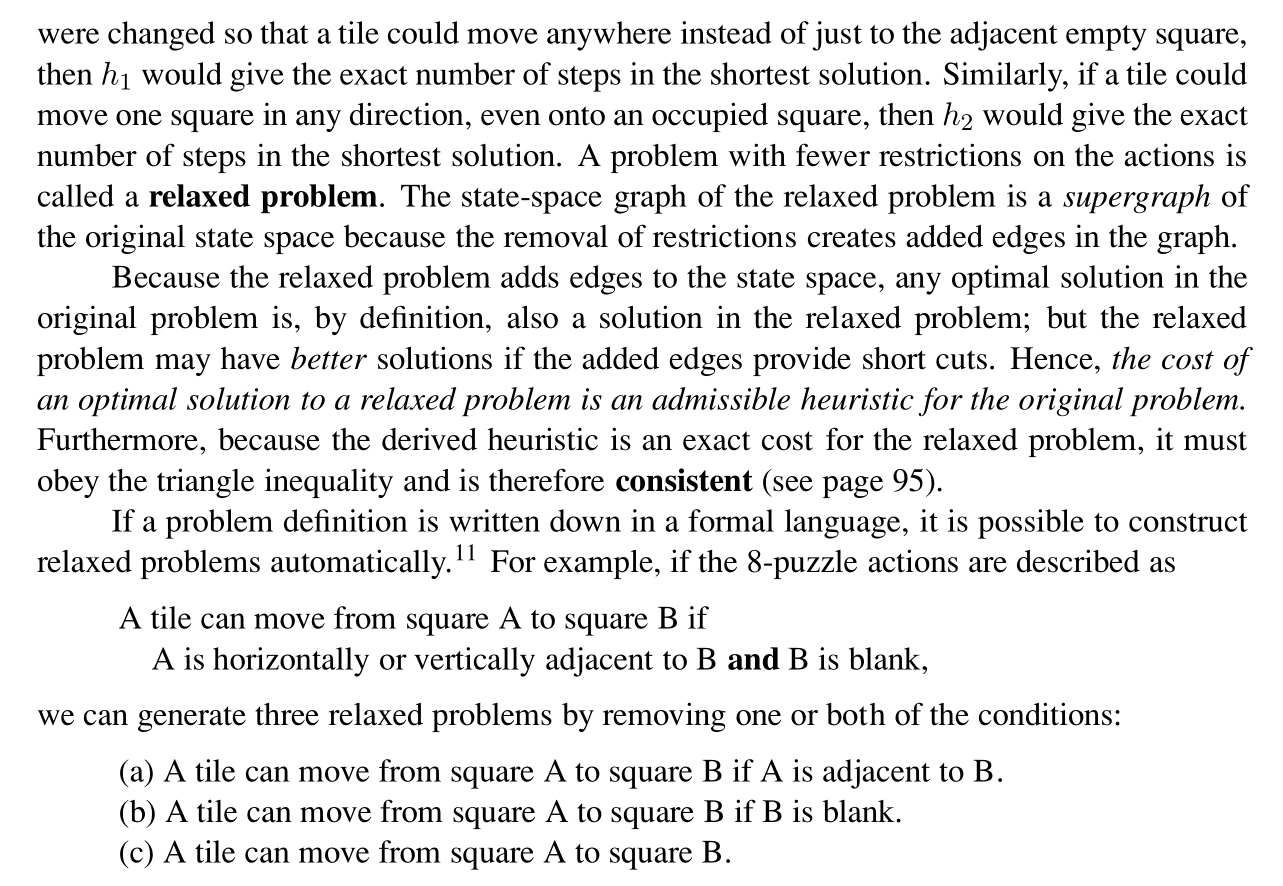 were changed so that a tile could move anywhere instead of just to the adjacent empty square,
then h₁ would give the exact number of steps in the shortest solution. Similarly, if a tile could
move one square in any direction, even onto an occupied square, then h₂ would give the exact
number of steps in the shortest solution. A problem with fewer restrictions on the actions is
called a relaxed problem. The state-space graph of the relaxed problem is a supergraph of
the original state space because the removal of restrictions creates added edges in the graph.
Because the relaxed problem adds edges to the state space, any optimal solution in the
original problem is, by definition, also a solution in the relaxed problem; but the relaxed
problem may have better solutions if the added edges provide short cuts. Hence, the cost of
an optimal solution to a relaxed problem is an admissible heuristic for the original problem.
Furthermore, because the derived heuristic is an exact cost for the relaxed problem, it must
obey the triangle inequality and is therefore consistent (see page 95).
If a problem definition is written down in a formal language, it is possible to construct
relaxed problems automatically.¹¹ For example, if the 8-puzzle actions are described as
A tile can move from square A to square B if
A is horizontally or vertically adjacent to B and B is blank,
we can generate three relaxed problems by removing one or both of the conditions:
(a) A tile can move from square A to square B if A is adjacent to B.
(b) A tile can move from square A to square B if B is blank.
(c) A tile can move from square A to square B.